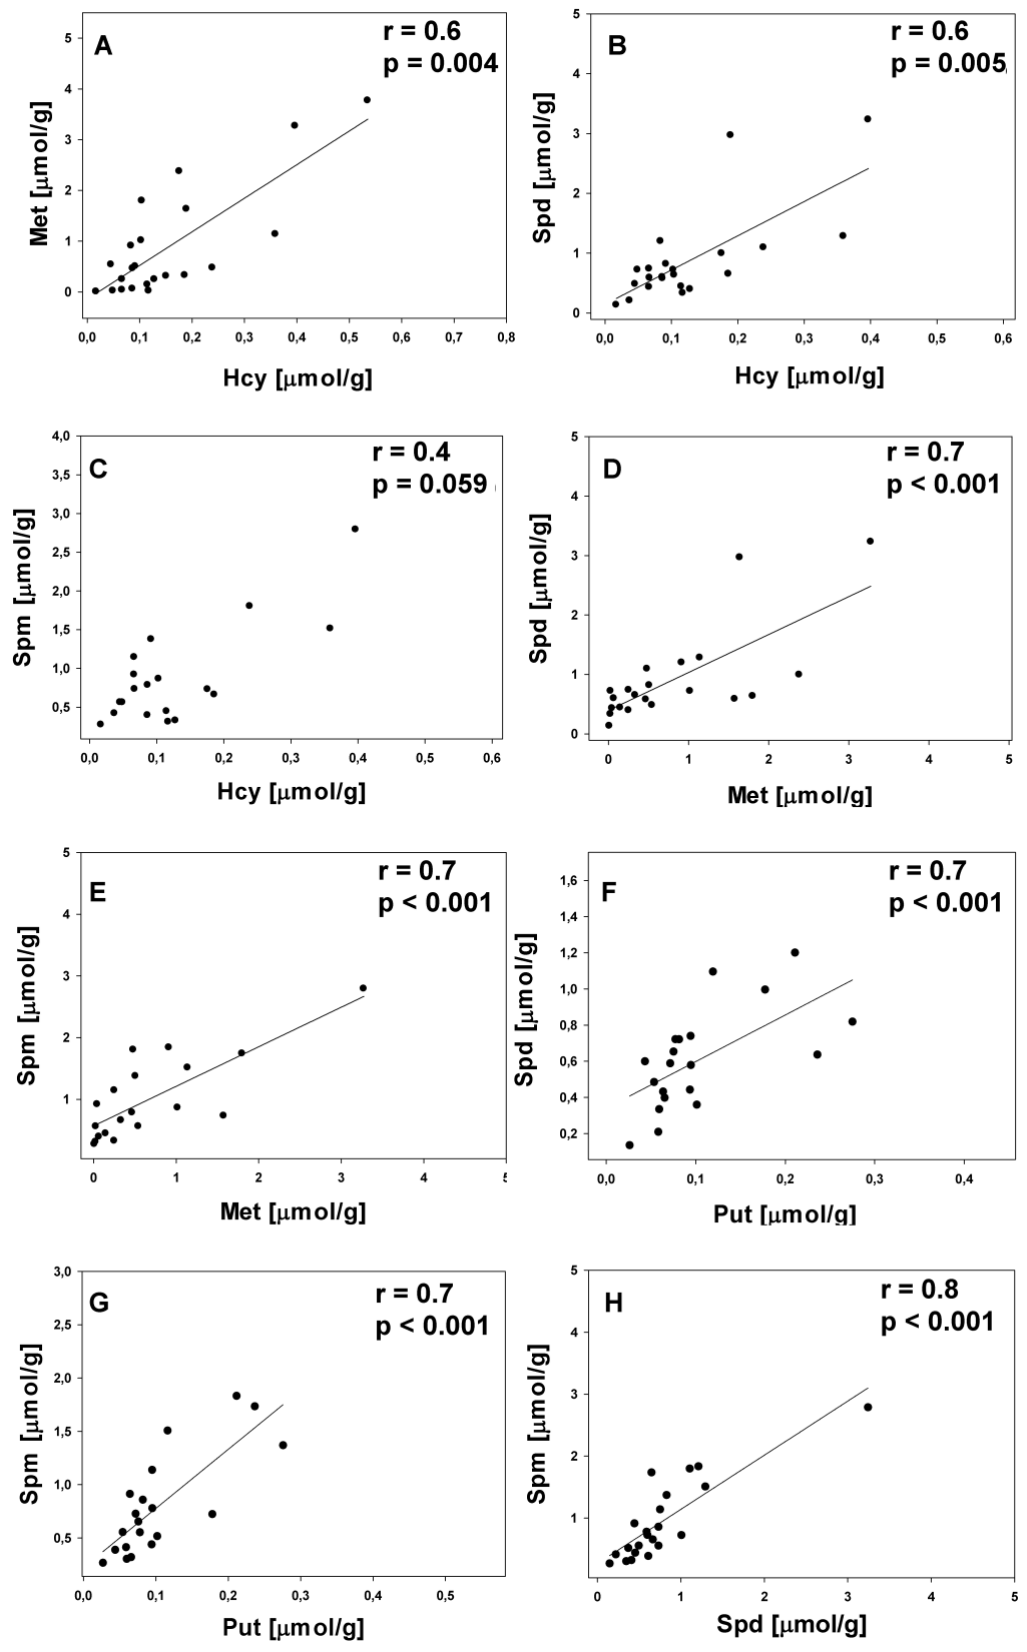 A
r = 0.6
p = 0.004
5
4
3
2
1
0
Met [μmol/g]
0,0 0,1 0,2 0,3 0,4 0,5 0,6 0,7 0,8
Hcy [μmol/g]
B
r = 0.6
p = 0.005
5
4
3
2
1
0
Spd [μmol/g]
0,0 0,1 0,2 0,3 0,4 0,5 0,6
Hcy [μmol/g]
C
r = 0.4
p = 0.059
4,0
3,5
3,0
2,5
2,0
1,5
1,0
0,5
Spm [μmol/g]
0,0 0,1 0,2 0,3 0,4 0,5 0,6
Hcy [μmol/g]
D
r = 0.7
p < 0.001
5
4
3
2
1
0
Spd [μmol/g]
0 1 2 3 4 5
Met [μmol/g]
E
r = 0.7
p < 0.001
5
4
3
2
1
Spm [μmol/g]
0 1 2 3 4 5
Met [μmol/g]
F
r = 0.7
p < 0.001
1,6
1,4
1,2
1,0
0,8
0,6
0,4
0,2
Spd [μmol/g]
0,0 0,1 0,2 0,3 0,4
Put [μmol/g]
G
r = 0.7
p < 0.001
3,0
2,5
2,0
1,5
1,0
0,5
Spm [μmol/g]
0,0 0,1 0,2 0,3 0,4 0,5
Put [μmol/g]
H
r = 0.8
p < 0.001
5
4
3
2
1
Spm [μmol/g]
0 1 2 3 4 5
Spd [μmol/g]